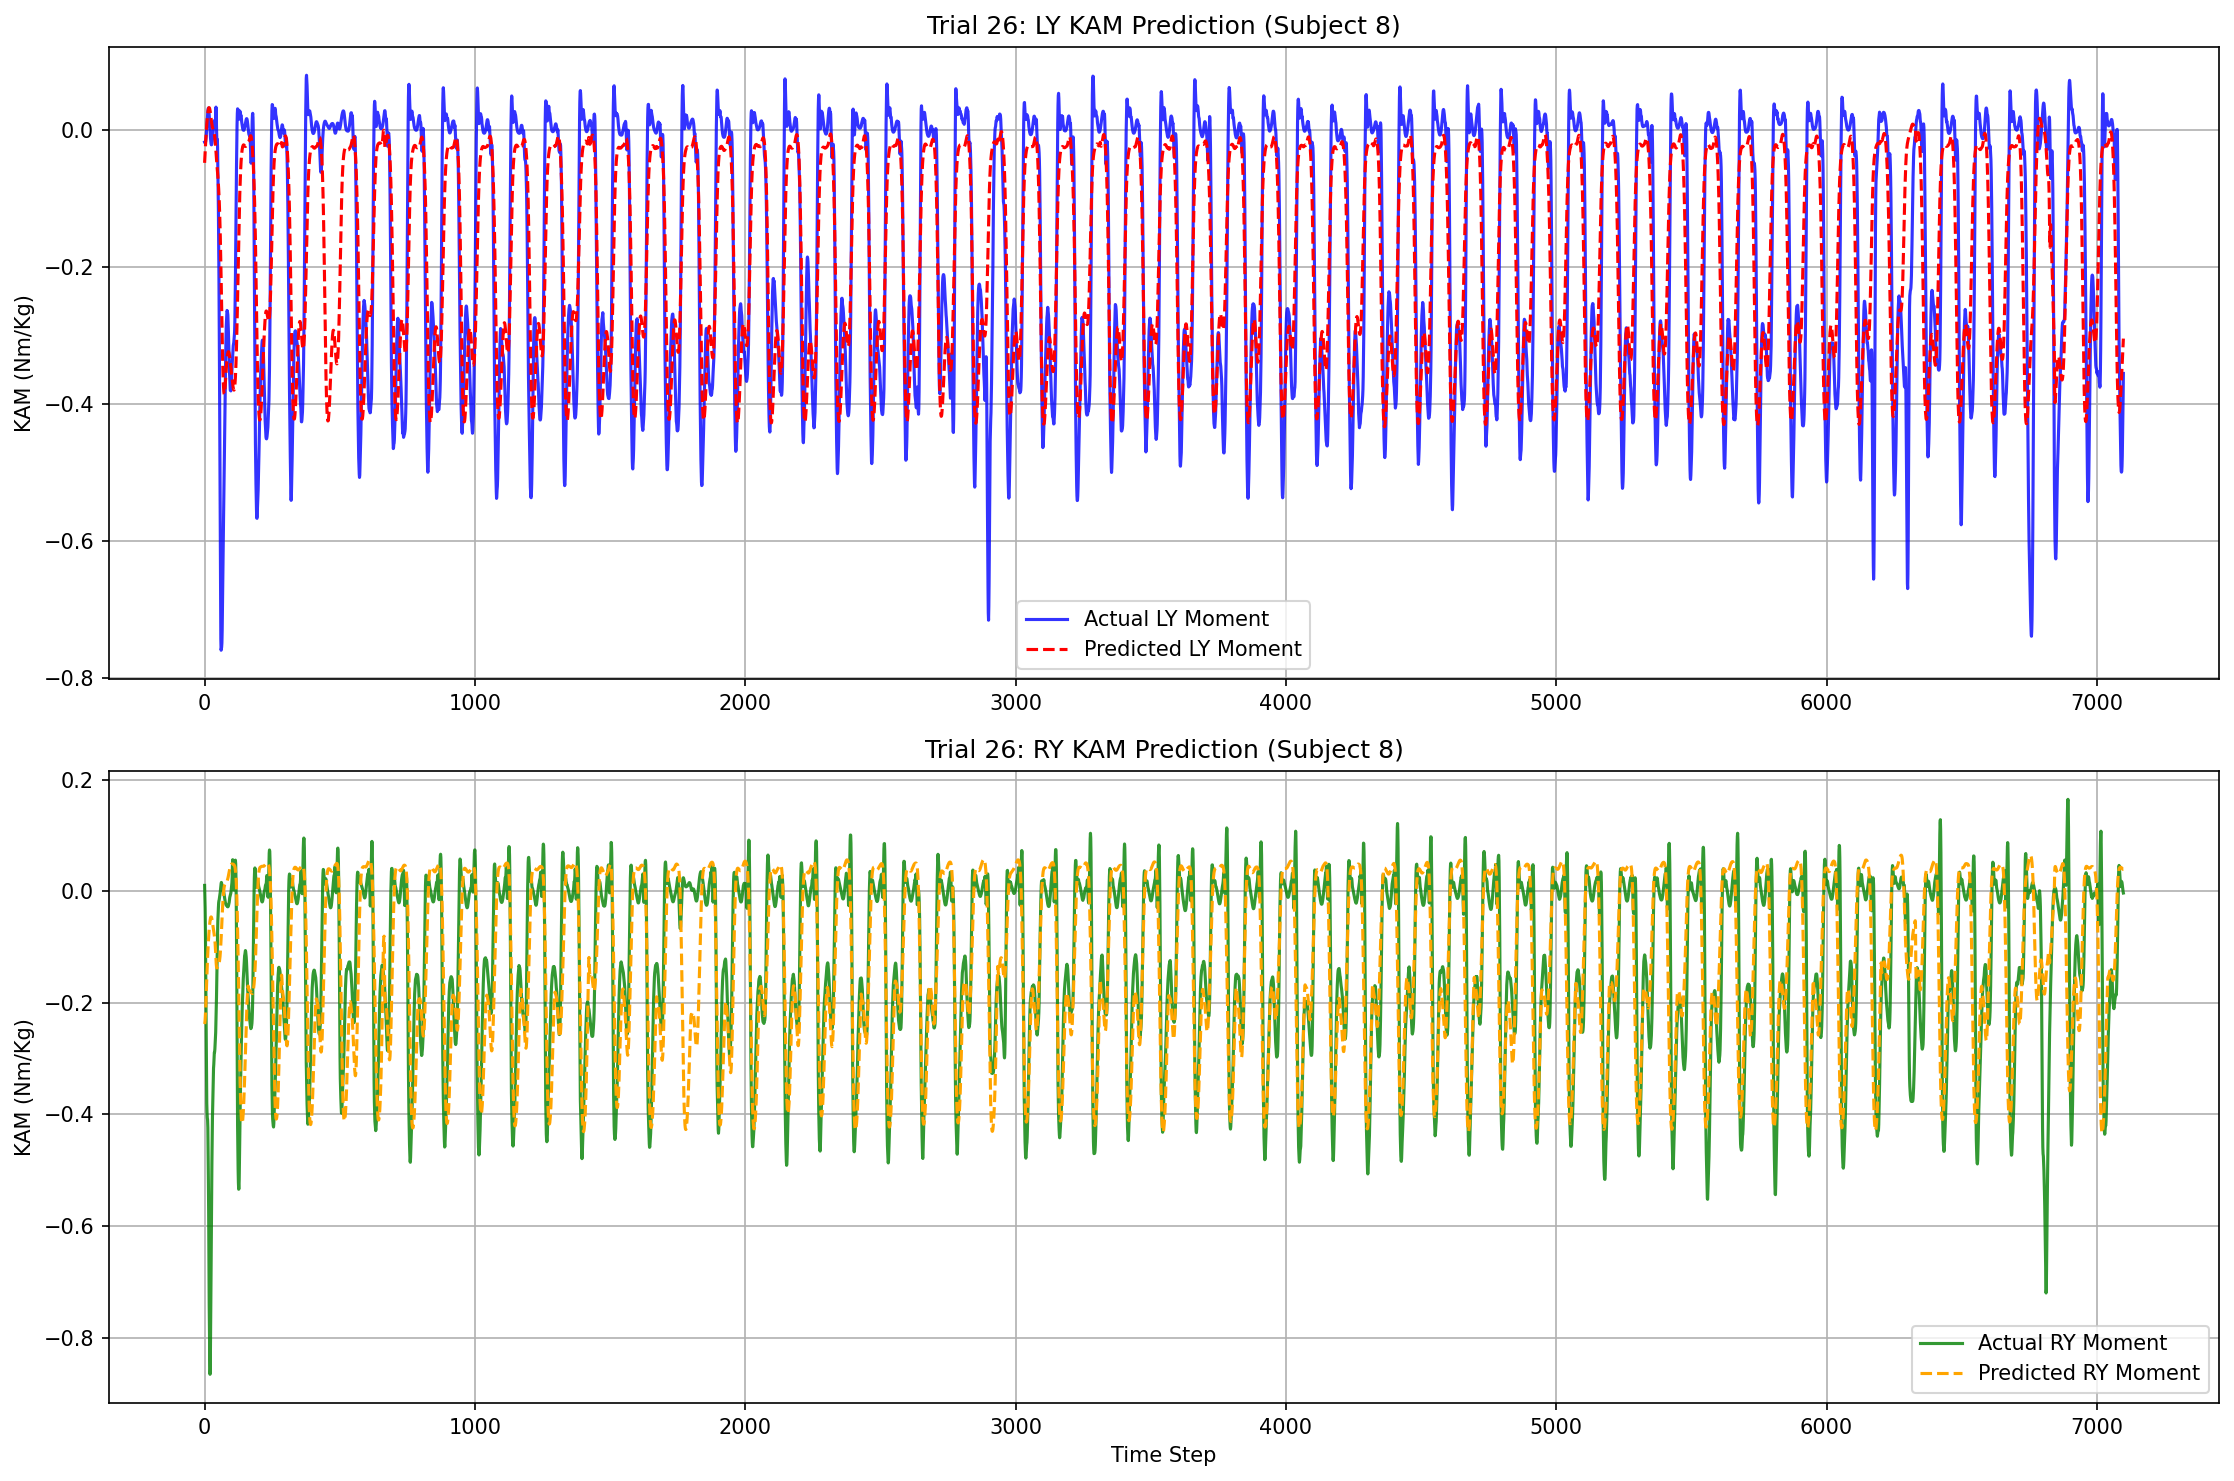 Trial 26: LY KAM Prediction (Subject 8)
KAM (Nm/Kg)
0.0
−0.2
−0.4
−0.6
−0.8
Actual LY Moment
Predicted LY Moment
0 1000 2000 3000 4000 5000 6000 7000
Trial 26: RY KAM Prediction (Subject 8)
KAM (Nm/Kg)
0.2
0.0
−0.2
−0.4
−0.6
−0.8
Actual RY Moment
Predicted RY Moment
0 1000 2000 3000 4000 5000 6000 7000
Time Step